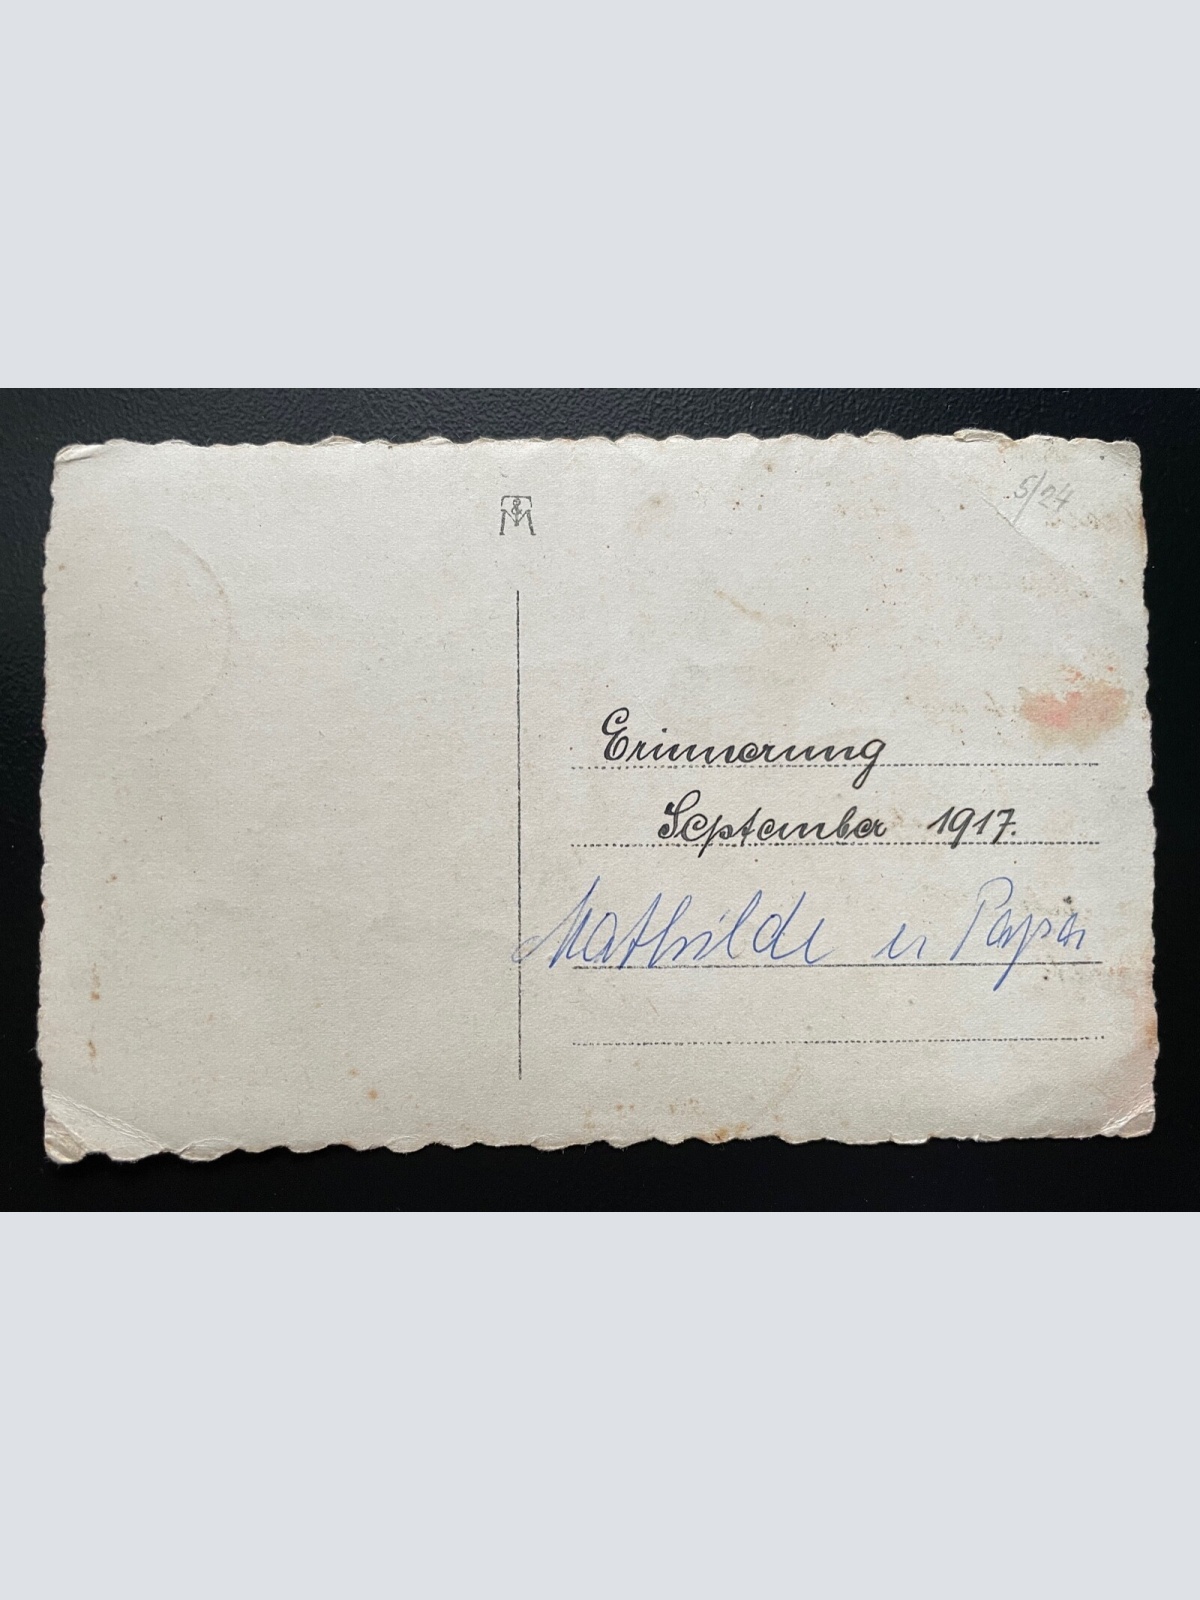 5/24
Erinnerung
September 1917.
Mathilde u Papa